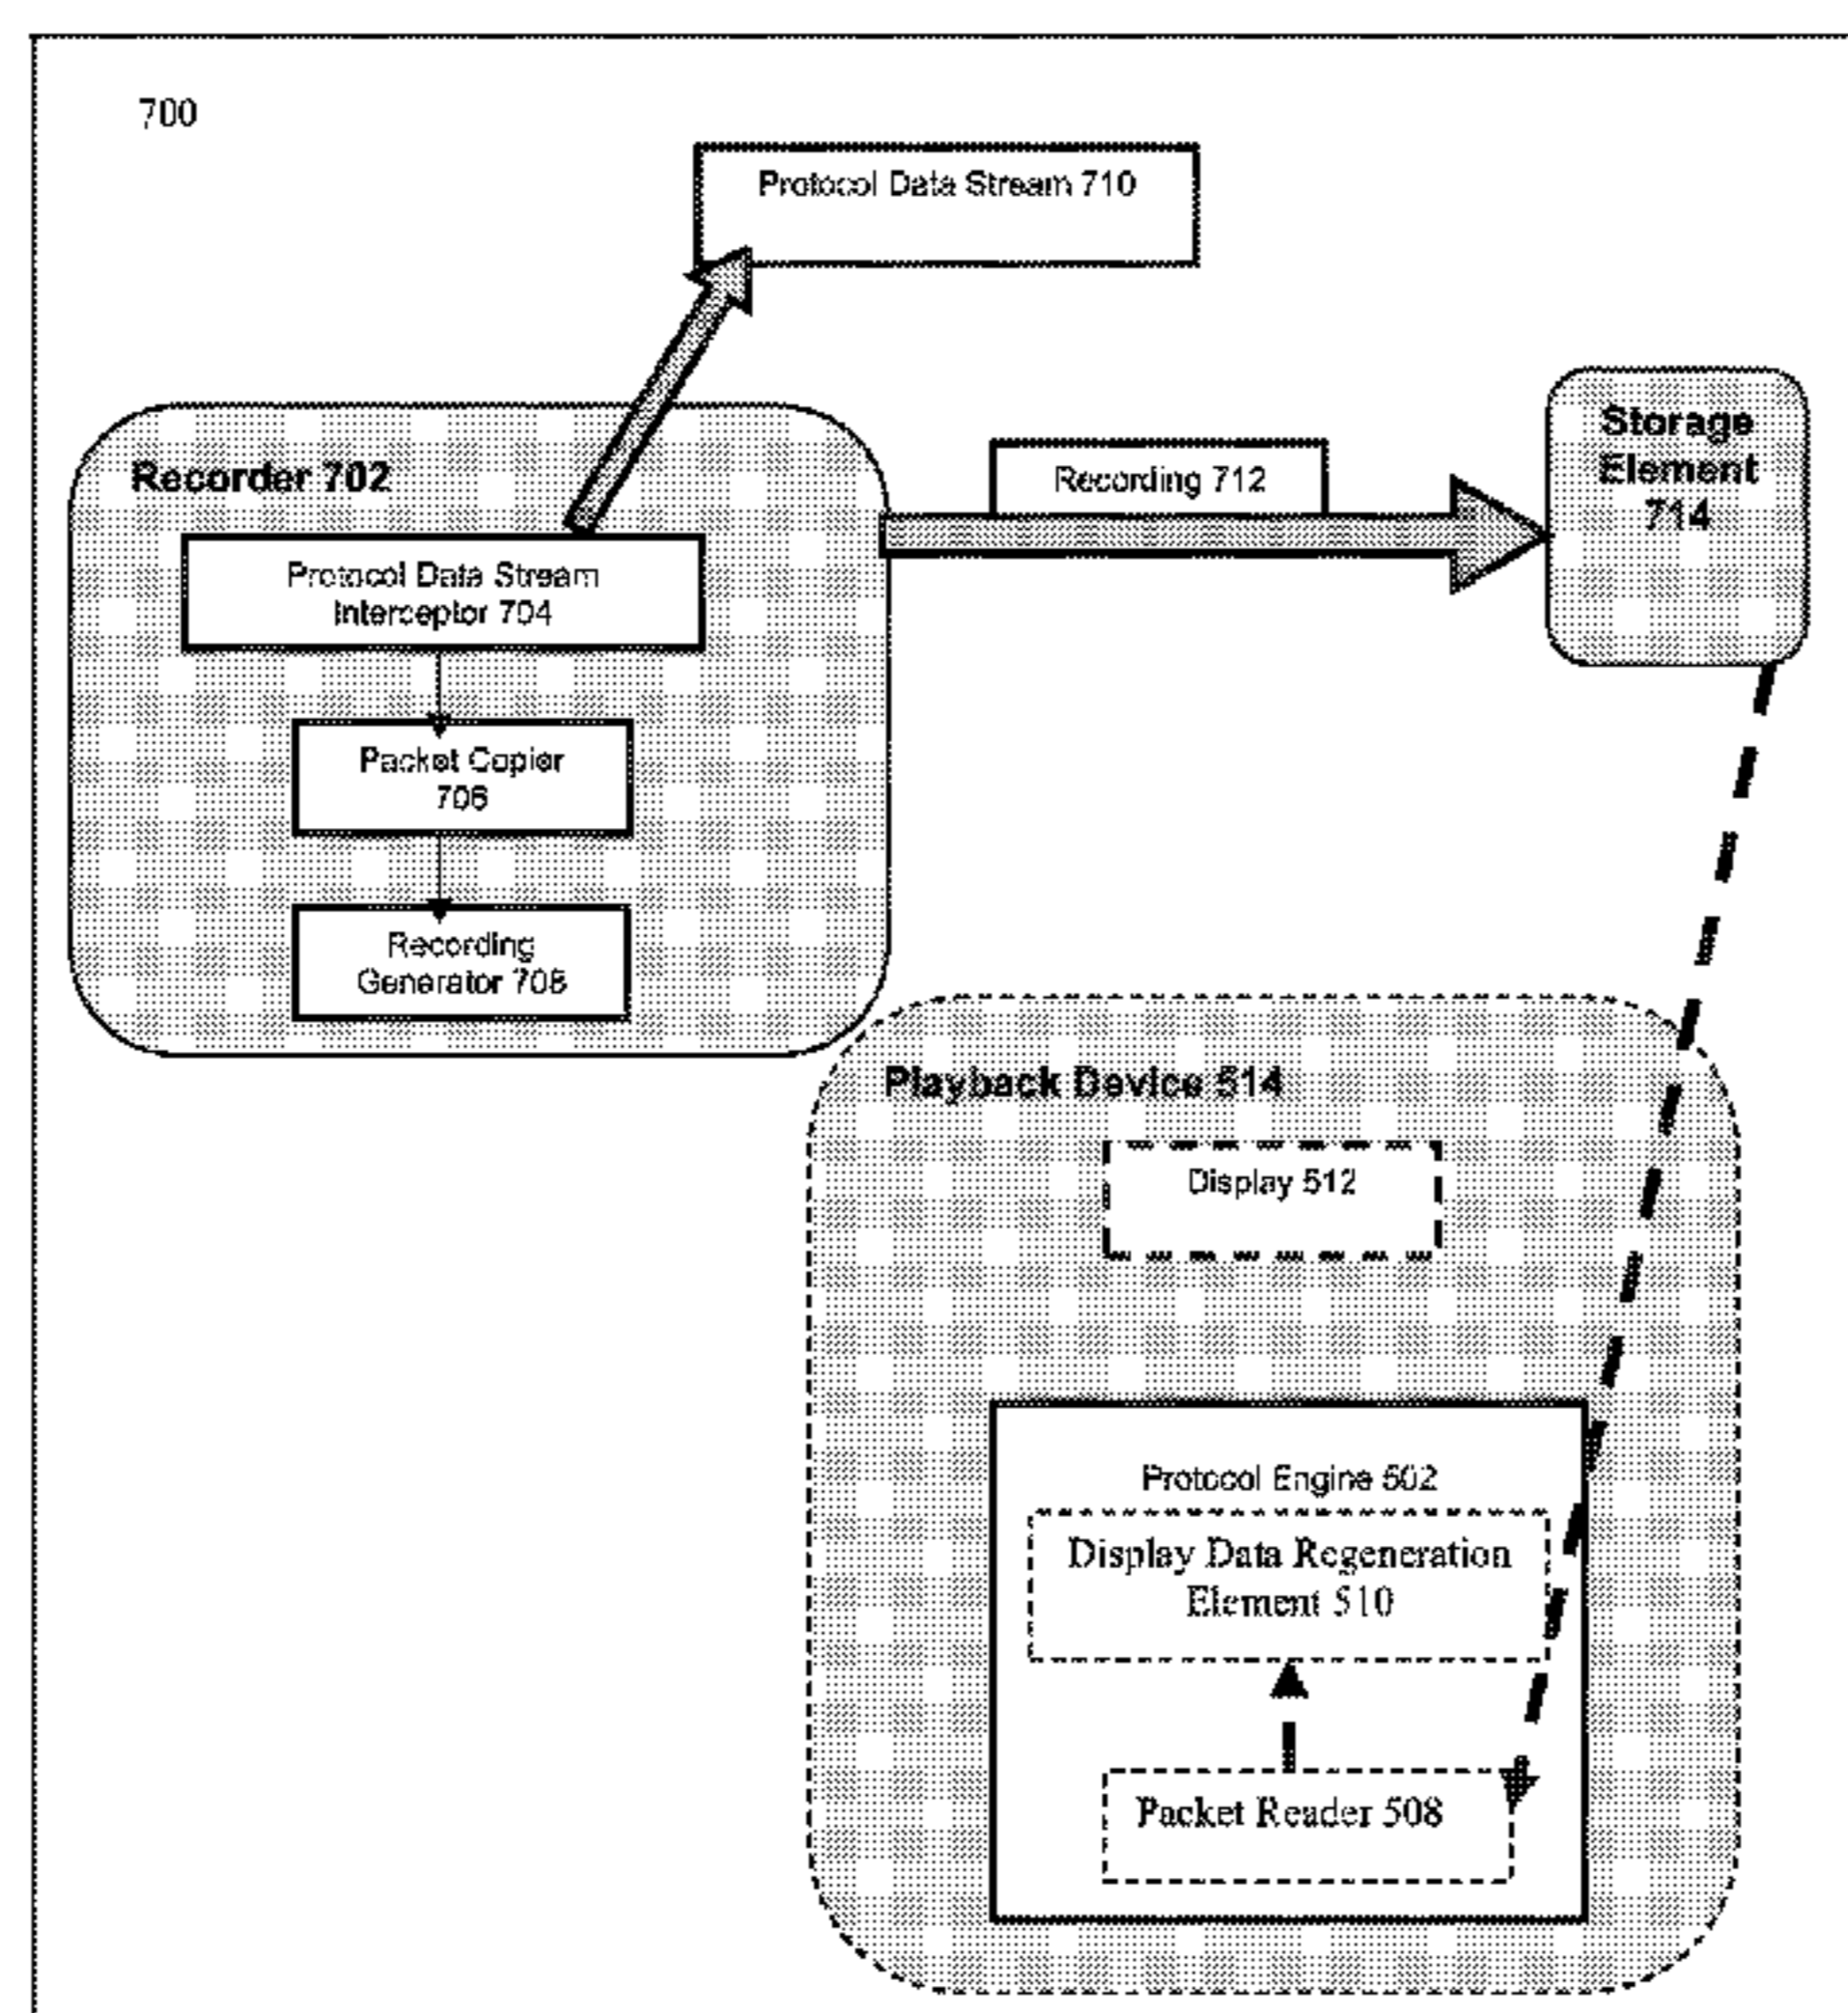 700
Protocol Data Stream 710
Recorder 702
Protocol Data Stream
Interceptor 704
Packet Copier
706
Recording
Generator 708
Recording 712
Storage
Element
714
Playback Device 514
Display 512
Protocol Engine 502
Display Data Regeneration
Element 510
Packet Reader 508